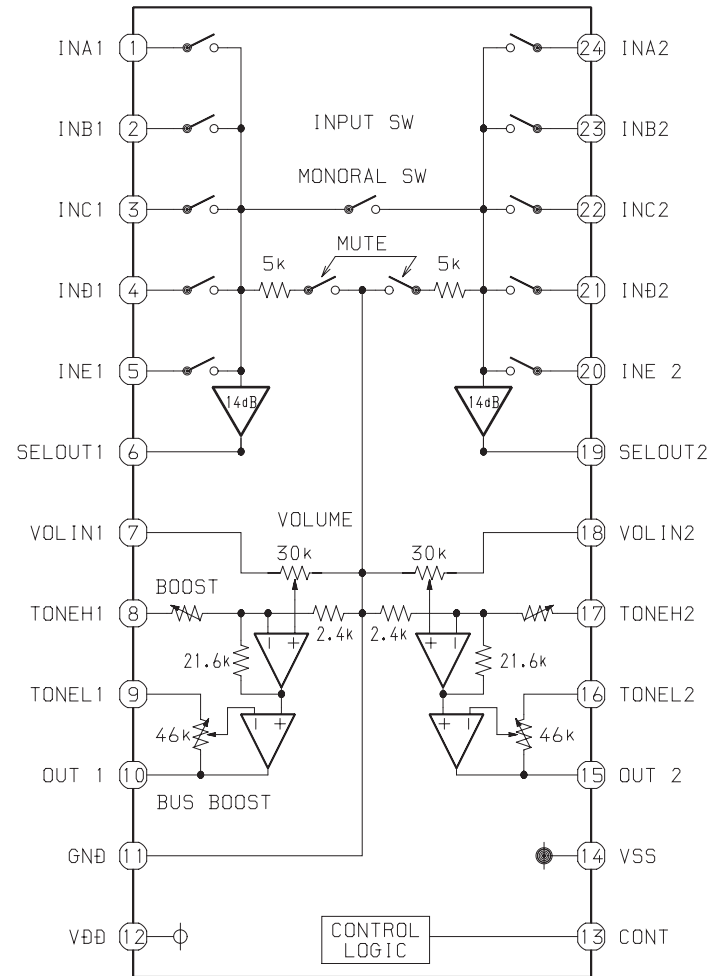 INA1 1 24 INA2
INB1 2 INPUT SW 23 INB2
MONORAL SW
INC1 3 22 INC2
MUTE
5k 5k
IND1 4 21 IND2
INE1 5 20 INE 2
14dB 14dB
SELOUT1 6 19 SELOUT2
VOLUME
VOLIN1 7 18 VOLIN2
30k 30k
BOOST
TONEH1 8 17 TONEH2
2.4k 2.4k
− + + −
21.6k 21.6k
TONEL1 9 16 TONEL2
− + + −
46k 46k
OUT 1 10 15 OUT 2
BUS BOOST
GND 11 14 VSS
VDD 12 CONTROL 13 CONT
LOGIC